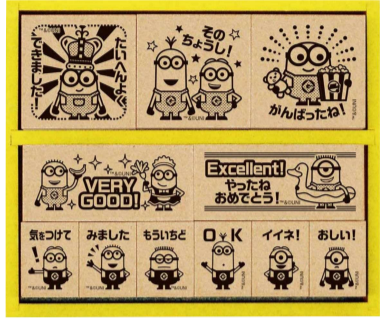 たいへんよく
できました!
その
ちょうし!
がんばったね!
VERY
GOOD!
Excellent!
やったね
おめでとう!
気をつけて
みました
もういちど
OK
イイネ!
おしい!